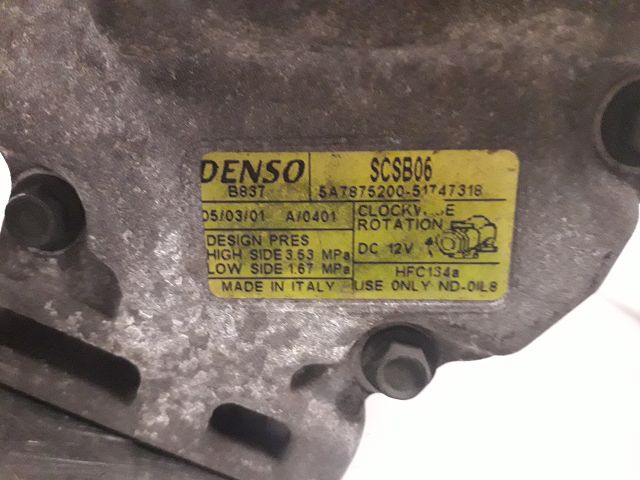 DENSO
SCSB06
B837
5A7875200-51747318
05/03/01 A/0401
ROTATION
DESIGN PRES
HIGH SIDE 3.53 MPa
DC 12V
LOW SIDE 1.67 MPa
HFC134a
MADE IN ITALY
USE ONLY ND-OIL8